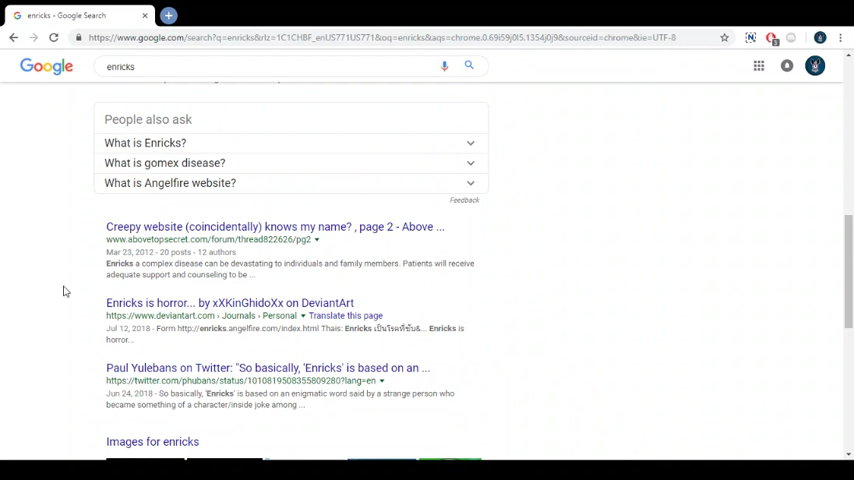 enricks - Google Search
https://www.google.com/search?q=enricks&rlz=1C1CHBF_enUS771US771&oq=enricks&aqs=chrome.0.69i59j0l5.1354j0j9&sourceid=chrome&ie=UTF-8
Google
enricks
People also ask
What is Enricks?
What is gomex disease?
What is Angelfire website?
Feedback
Creepy website (coincidentally) knows my name? , page 2 - Above ...
www.abovetopsecret.com/forum/thread822626/pg2
Mar 23, 2012 - 20 posts - 12 authors
Enricks a complex disease can be devastating to individuals and family members. Patients will receive
adequate support and counseling to be ...
Enricks is horror... by xXKinGhidoXx on DeviantArt
https://www.deviantart.com › Journals › Personal Translate this page
Jul 12, 2018 - Form http://enricks.angelfire.com/index.html Thais: Enricks เป็นโรคที่ซับ&... Enricks is
horror...
Paul Yulebans on Twitter: "So basically, 'Enricks' is based on an ...
https://twitter.com/phubans/status/1010819508355809280?lang=en
Jun 24, 2018 - So basically, 'Enricks' is based on an enigmatic word said by a strange person who
became something of a character/inside joke among ...
Images for enricks